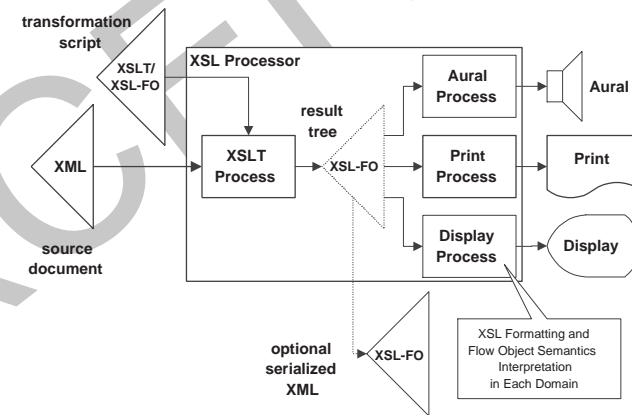 transformation
script
XSLT/
XSL-FO
XSL Processor
Aural
Process
Aural
result
tree
XML
XSLT
Process
XSL-FO
Print
Process
Print
source
document
Display
Process
Display
optional
serialized
XML
XSL-FO
XSL Formatting and
Flow Object Semantics
Interpretation
in Each Domain